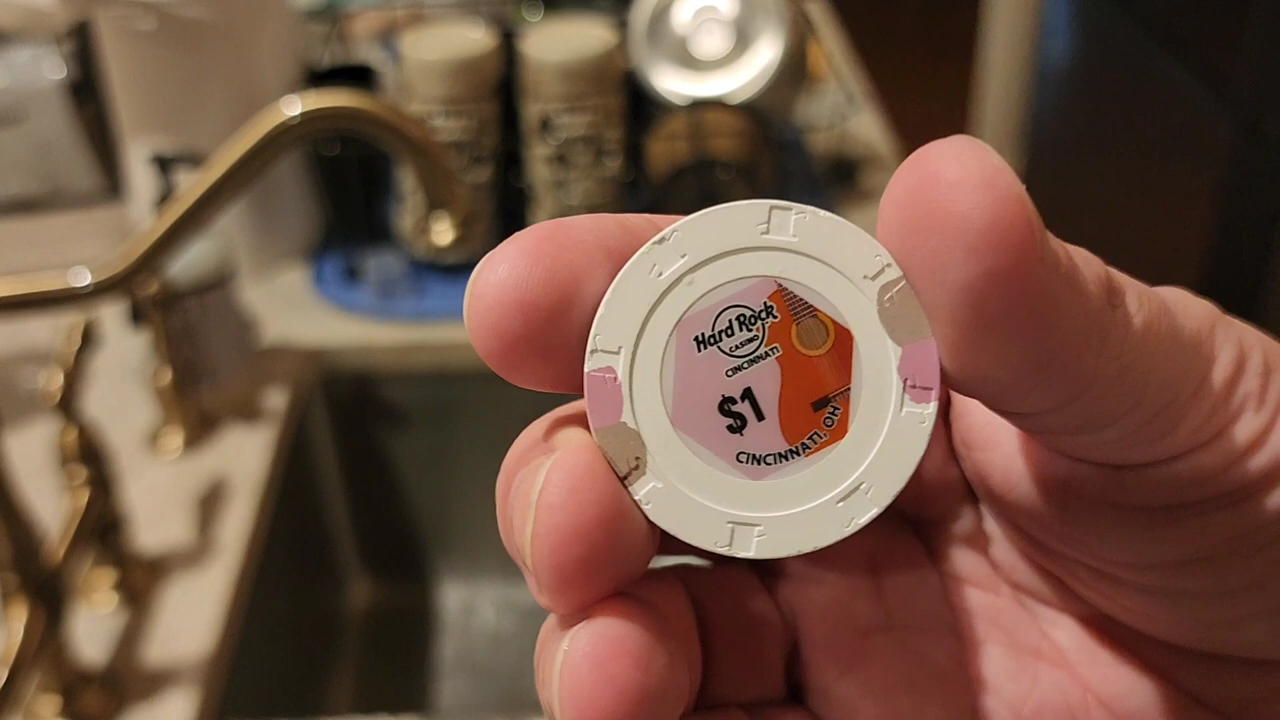 Hard Rock
CASINO
CINCINNATI
$1
CINCINNATI, OH